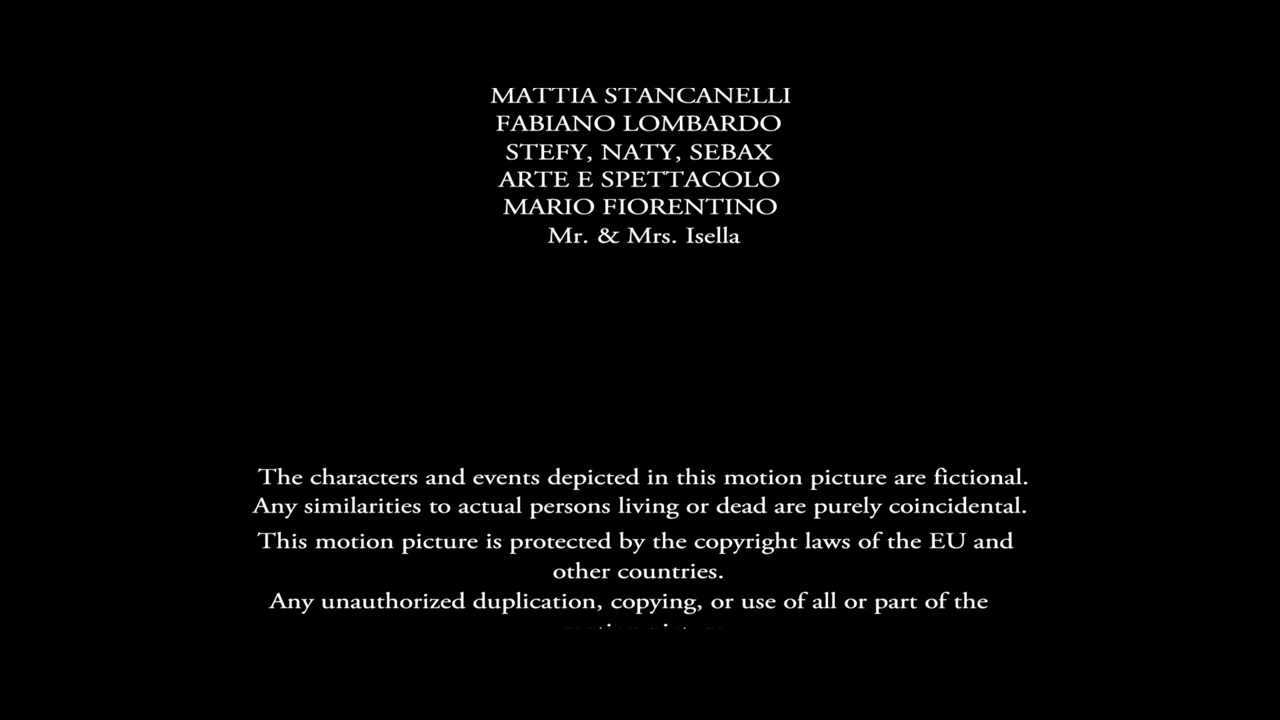 MATTIA STANCANELLI
FABIANO LOMBARDO
STEFY, NATY, SEBAX
ARTE E SPETTACOLO
MARIO FIORENTINO
Mr. & Mrs. Isella
The characters and events depicted in this motion picture are fictional.
Any similarities to actual persons living or dead are purely coincidental.
This motion picture is protected by the copyright laws of the EU and
other countries.
Any unauthorized duplication, copying, or use of all or part of the